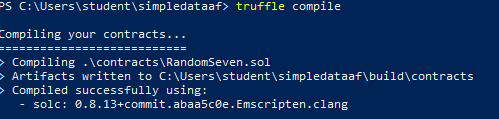 PS C:\Users\student\simpledataaf> truffle compile
Compiling your contracts...
===========================
> Compiling .\contracts\RandomSeven.sol
> Artifacts written to C:\Users\student\simpledataaf\build\contracts
> Compiled successfully using:
- solc: 0.8.13+commit.abaa5c0e.Emscripten.clang